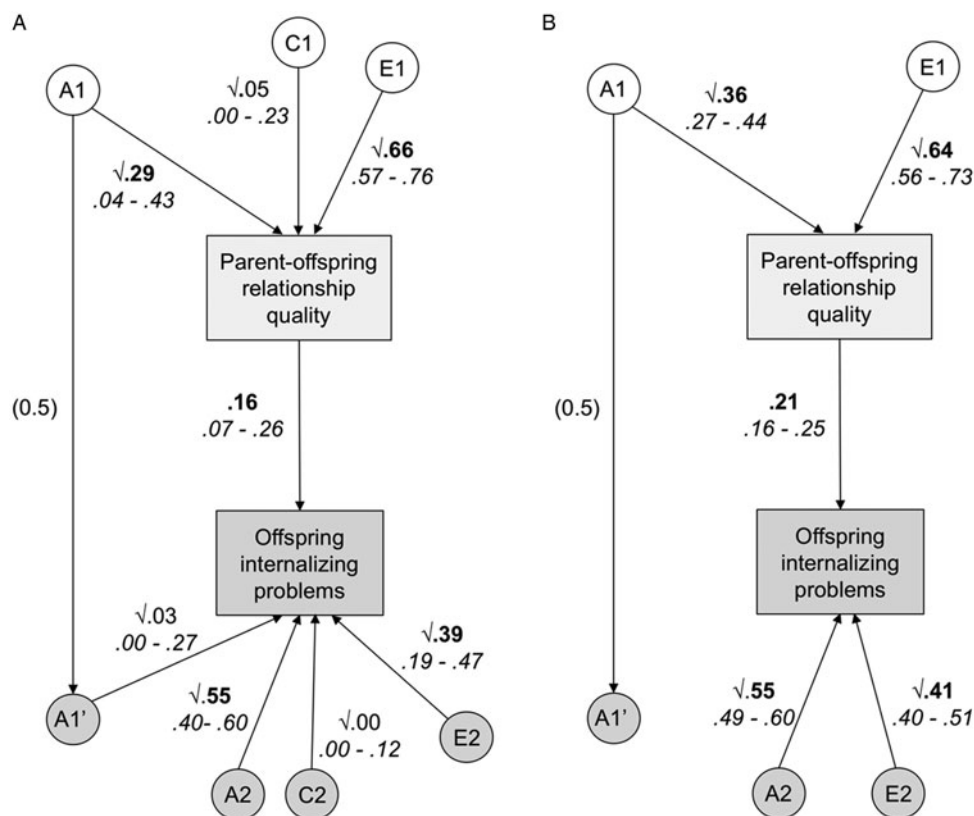 A
C1
E1
A1
√.05
.00 - .23
√.66
.57 - .76
√.29
.04 - .43
Parent-offspring
relationship
quality
(0.5)
.16
.07 - .26
Offspring
internalizing
problems
√.03
.00 - .27
√.39
.19 - .47
√.55
.40- .60
√.00
.00 - .12
A1’
E2
A2
C2
B
A1
E1
√.36
.27 - .44
√.64
.56 - .73
Parent-offspring
relationship
quality
(0.5)
.21
.16 - .25
Offspring
internalizing
problems
√.55
.49 - .60
√.41
.40 - .51
A1’
A2
E2